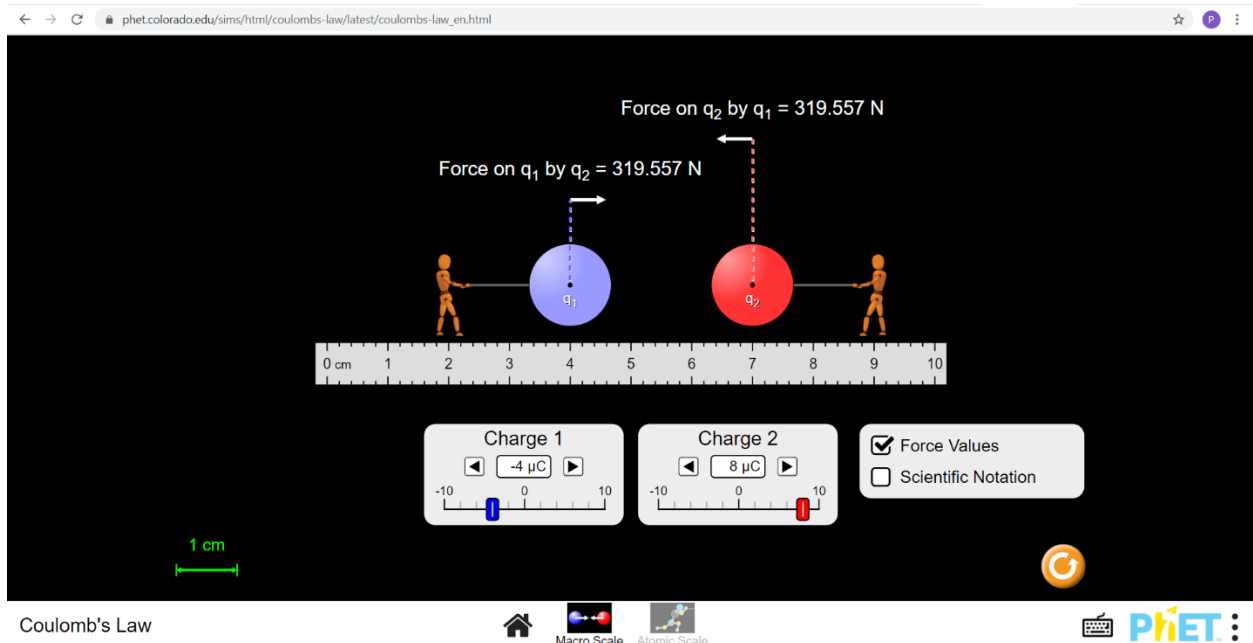 phet.colorado.edu/sims/html/coulombs-law/latest/coulombs-law_en.html
P
Force on q₂ by q₁ = 319.557 N
Force on q₁ by q₂ = 319.557 N
q₁
q₂
0 cm 1 2 3 4 5 6 7 8 9 10
Charge 1
-4 µC
-10 0 10
Charge 2
8 µC
-10 0 10
Force Values
Scientific Notation
1 cm
Coulomb's Law
Macro Scale
Atomic Scale
PhET